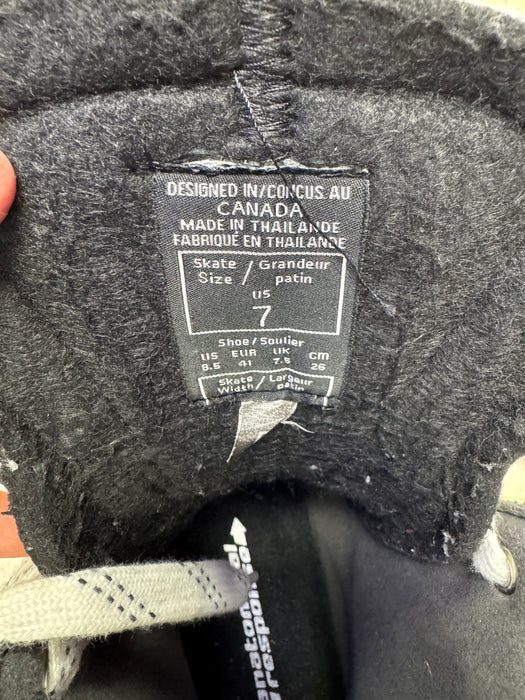 DESIGNED IN/CONCUS AU
CANADA
MADE IN THAILANDE
FABRIQUÉ EN THAILANDE
Skate / Grandeur
Size / patin
US
7
Shoe / Soulier
US EUR UK cm
8.5 41 7.5 26
Skate / Largeur
Width / patin